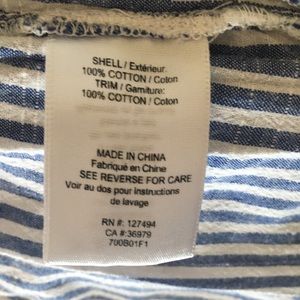 SHELL / Extérieur:
100% COTTON / Coton
TRIM / Garniture:
100% COTTON / Coton
MADE IN CHINA
Fabriqué en Chine
SEE REVERSE FOR CARE
Voir au dos pour instructions
de lavage
RN #: 127494
CA #:36979
700B01F1